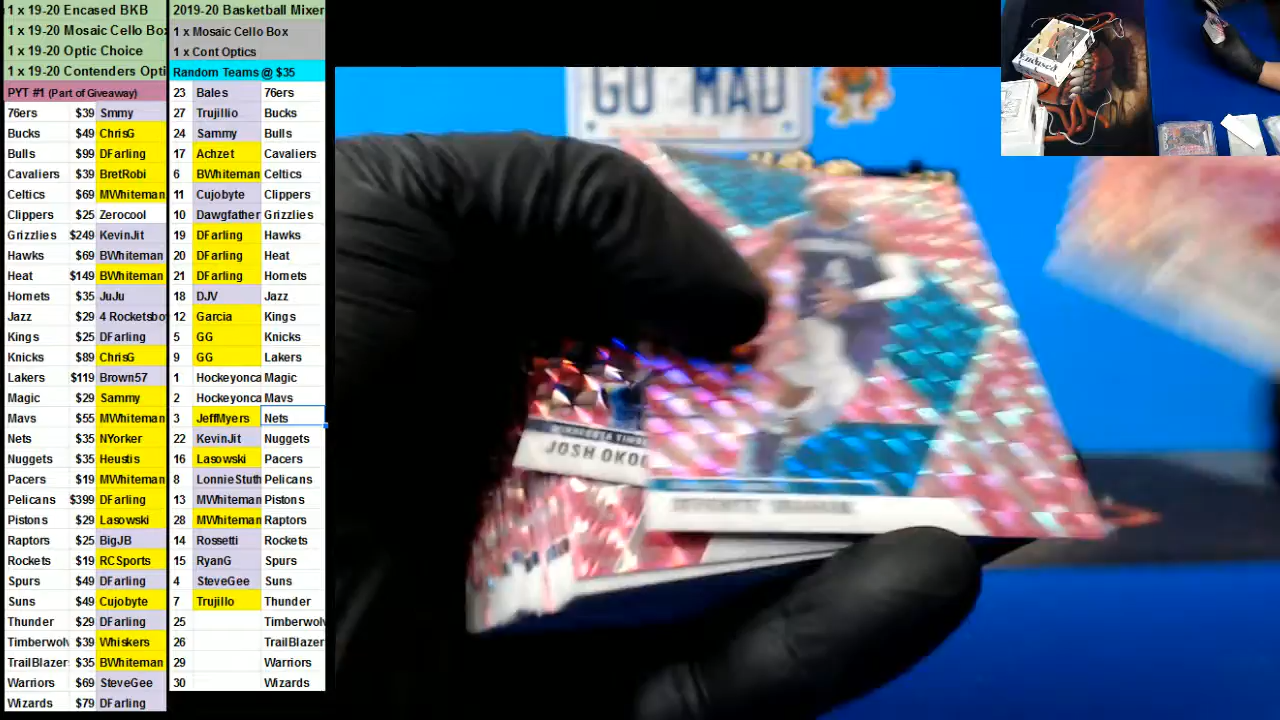 1 x 19-20 Encased BKB
1 x 19-20 Mosaic Cello Box
1 x 19-20 Optic Choice
1 x 19-20 Contenders Opti
PYT #1 (Part of Giveaway)
76ers $39 Smmy
Bucks $49 ChrisG
Bulls $99 DFarling
Cavaliers $39 BretRobi
Celtics $69 MWhiteman
Clippers $25 Zerocool
Grizzlies $249 KevinJit
Hawks $69 BWhiteman
Heat $149 BWhiteman
Hornets $35 JuJu
Jazz $29 4 Rocketsbo
Kings $25 DFarling
Knicks $89 ChrisG
Lakers $119 Brown57
Magic $29 Sammy
Mavs $55 MWhiteman
Nets $35 NYorker
Nuggets $35 Heustis
Pacers $19 MWhiteman
Pelicans $399 DFarling
Pistons $29 Lasowski
Raptors $25 BigJB
Rockets $19 RCSports
Spurs $49 DFarling
Suns $49 Cujobyte
Thunder $29 DFarling
Timberwol $39 Whiskers
TrailBlazer $35 BWhiteman
Warriors $69 SteveGee
Wizards $79 DFarling
2019-20 Basketball Mixer
1 x Mosaic Cello Box
1 x Cont Optics
Random Teams @ $35
23 Bales 76ers
27 Trujillio Bucks
24 Sammy Bulls
17 Achzet Cavaliers
6 BWhiteman Celtics
11 Cujobyte Clippers
10 Dawgfather Grizzlies
19 DFarling Hawks
20 DFarling Heat
21 DFarling Hornets
18 DJV Jazz
12 Garcia Kings
5 GG Knicks
9 GG Lakers
1 Hockeyonca Magic
2 Hockeyonca Mavs
3 JeffMyers Nets
22 KevinJit Nuggets
16 Lasowski Pacers
8 LonnieStuth Pelicans
13 MWhiteman Pistons
28 MWhiteman Raptors
14 Rossetti Rockets
15 RyanG Spurs
4 SteveGee Suns
7 Trujillo Thunder
25 Timberwolv
26 TrailBlazer
29 Warriors
30 Wizards
GO MAD
JOSH OKO
4
Encased